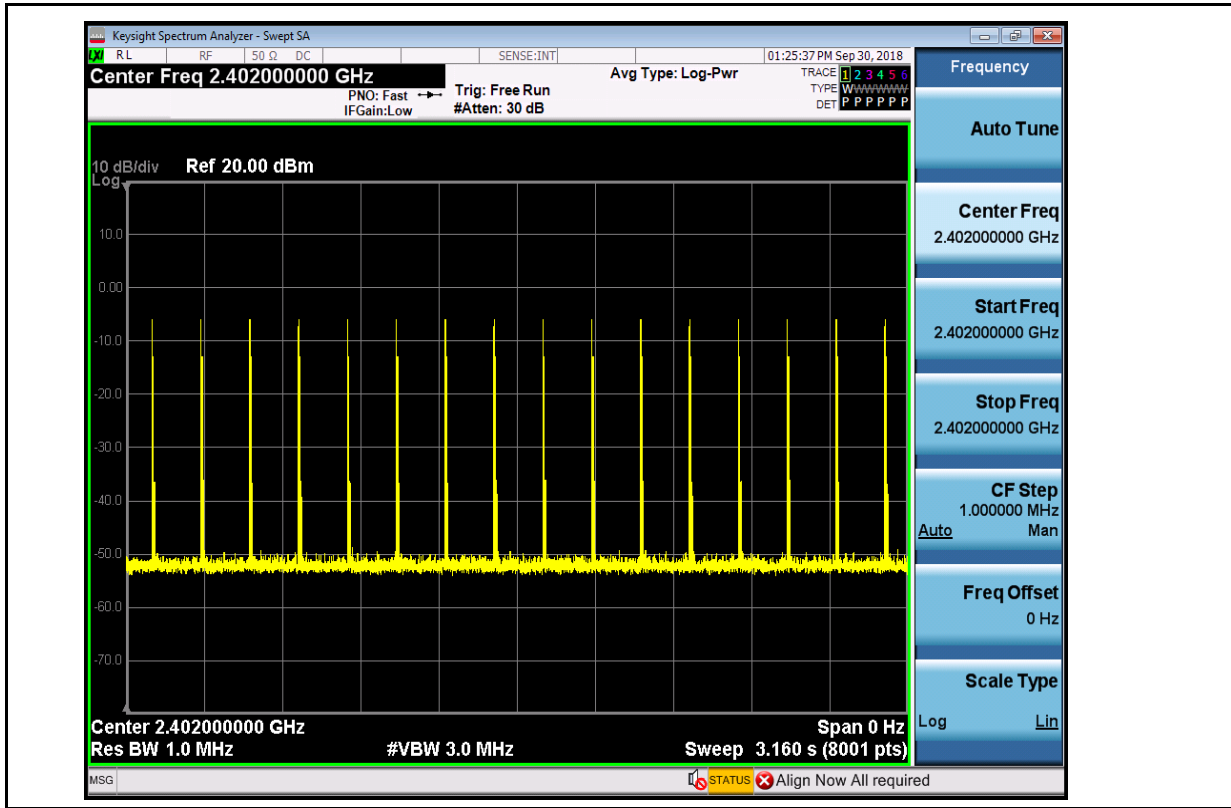 Keysight Spectrum Analyzer - Swept SA
LXI RL RF 50 Ω DC SENSE:INT 01:25:37 PM Sep 30, 2018
Center Freq 2.402000000 GHz
PNO: Fast
IFGain:Low
Trig: Free Run
#Atten: 30 dB
Avg Type: Log-Pwr
TRACE 1 2 3 4 5 6
TYPE WWWWWW
DET P P P P P P
10 dB/div Ref 20.00 dBm
Log
10.0
0.00
-10.0
-20.0
-30.0
-40.0
-50.0
-60.0
-70.0
Center 2.402000000 GHz Span 0 Hz
Res BW 1.0 MHz #VBW 3.0 MHz Sweep 3.160 s (8001 pts)
MSG STATUS Align Now All required
Frequency
Auto Tune
Center Freq
2.402000000 GHz
Start Freq
2.402000000 GHz
Stop Freq
2.402000000 GHz
CF Step
1.000000 MHz
Auto Man
Freq Offset
0 Hz
Scale Type
Log Lin